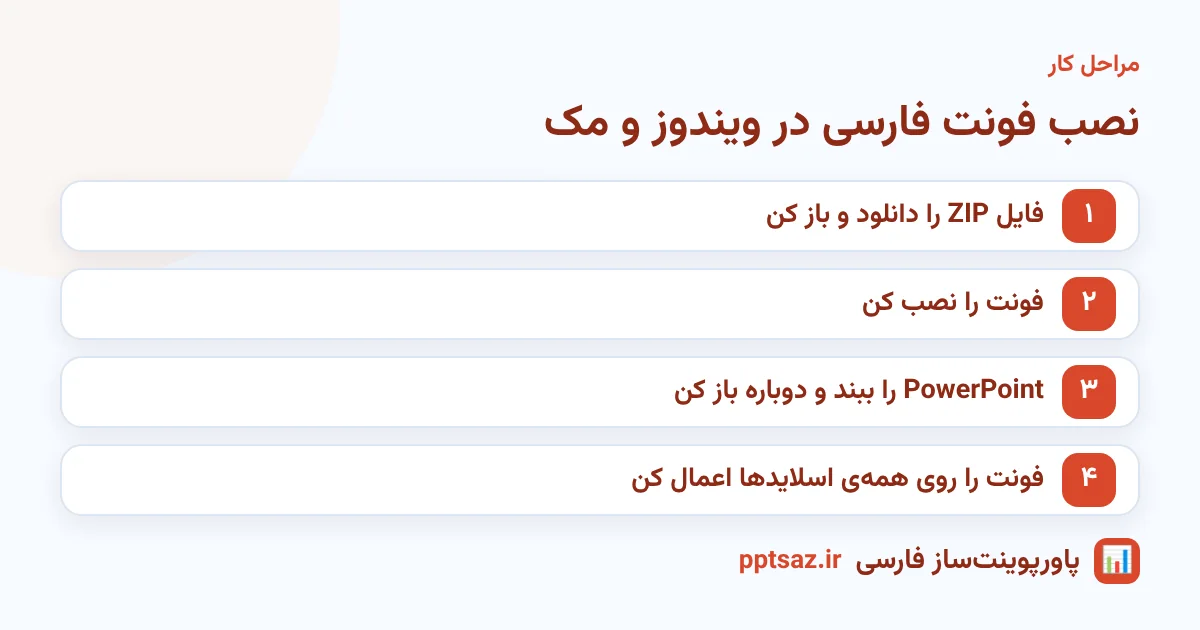 مراحل کار
نصب فونت فارسی در ویندوز و مک
۱ فایل ZIP را دانلود و باز کن
۲ فونت را نصب کن
۳ PowerPoint را ببند و دوباره باز کن
۴ فونت را روی همه‌ی اسلایدها اعمال کن
پاورپوینت‌ساز فارسی pptsaz.ir